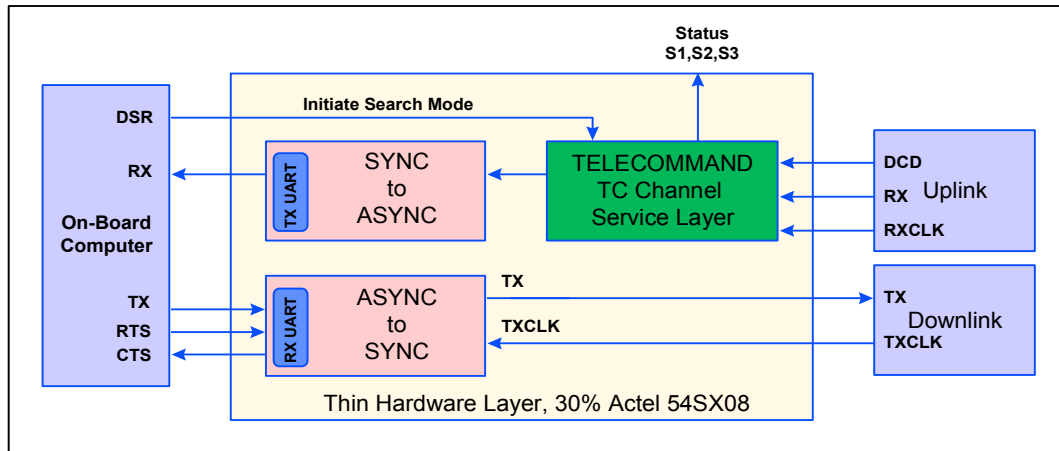 Status
S1,S2,S3
DSR
Initiate Search Mode
RX
TX UART
SYNC
to
ASYNC
TELECOMMAND
TC Channel
Service Layer
DCD
RX
Uplink
RXCLK
On-Board
Computer
TX
RTS
CTS
RX UART
ASYNC
to
SYNC
TX
TXCLK
TX
Downlink
TXCLK
Thin Hardware Layer, 30% Actel 54SX08